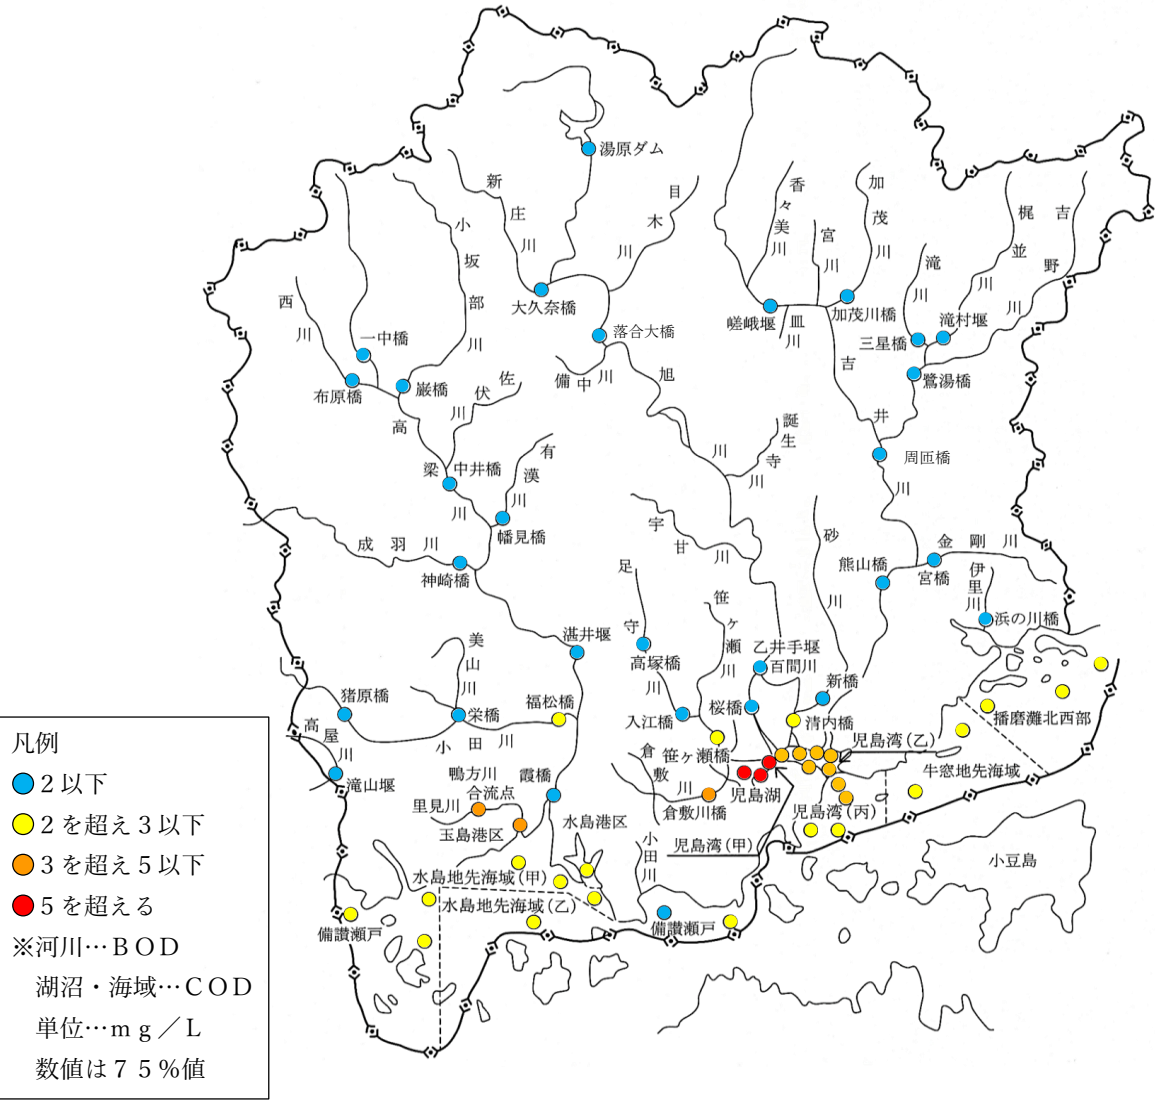 湯原ダム
新庄川
目木川
小坂部川
香々美川
宮川
加茂川
梶並川
吉野川
滝川
西川
大久奈橋
嵯峨堰
皿川
加茂川橋
滝村堰
三星橋
一中橋
落合大橋
布原橋
巌橋
佐伏川
備中川
旭川
吉井川
鷺湯橋
高梁川
中井橋
有漢川
誕生寺川
周匝橋
幡見橋
成羽川
神崎橋
宇甘川
砂川
金剛川
熊山橋
宮橋
伊里川
浜の川橋
足守川
笹ヶ瀬川
湛井堰
高塚橋
乙井手堰
百間川
美山川
新橋
猪原橋
栄橋
福松橋
入江橋
桜橋
清内橋
播磨灘北西部
高屋川
小田川
笹ヶ瀬橋
児島湾(乙)
倉敷川
牛窓地先海域
滝山堰
鴨方川
合流点
霞橋
児島湖
里見川
倉敷川橋
児島湾(丙)
玉島港区
水島港区
小田川
児島湾(甲)
小豆島
水島地先海域(甲)
水島地先海域(乙)
備讃瀬戸
備讃瀬戸
凡例
2以下
2を超え3以下
3を超え5以下
5を超える
※河川…ＢＯＤ
湖沼・海域…ＣＯＤ
単位…ｍｇ／Ｌ
数値は７５％値